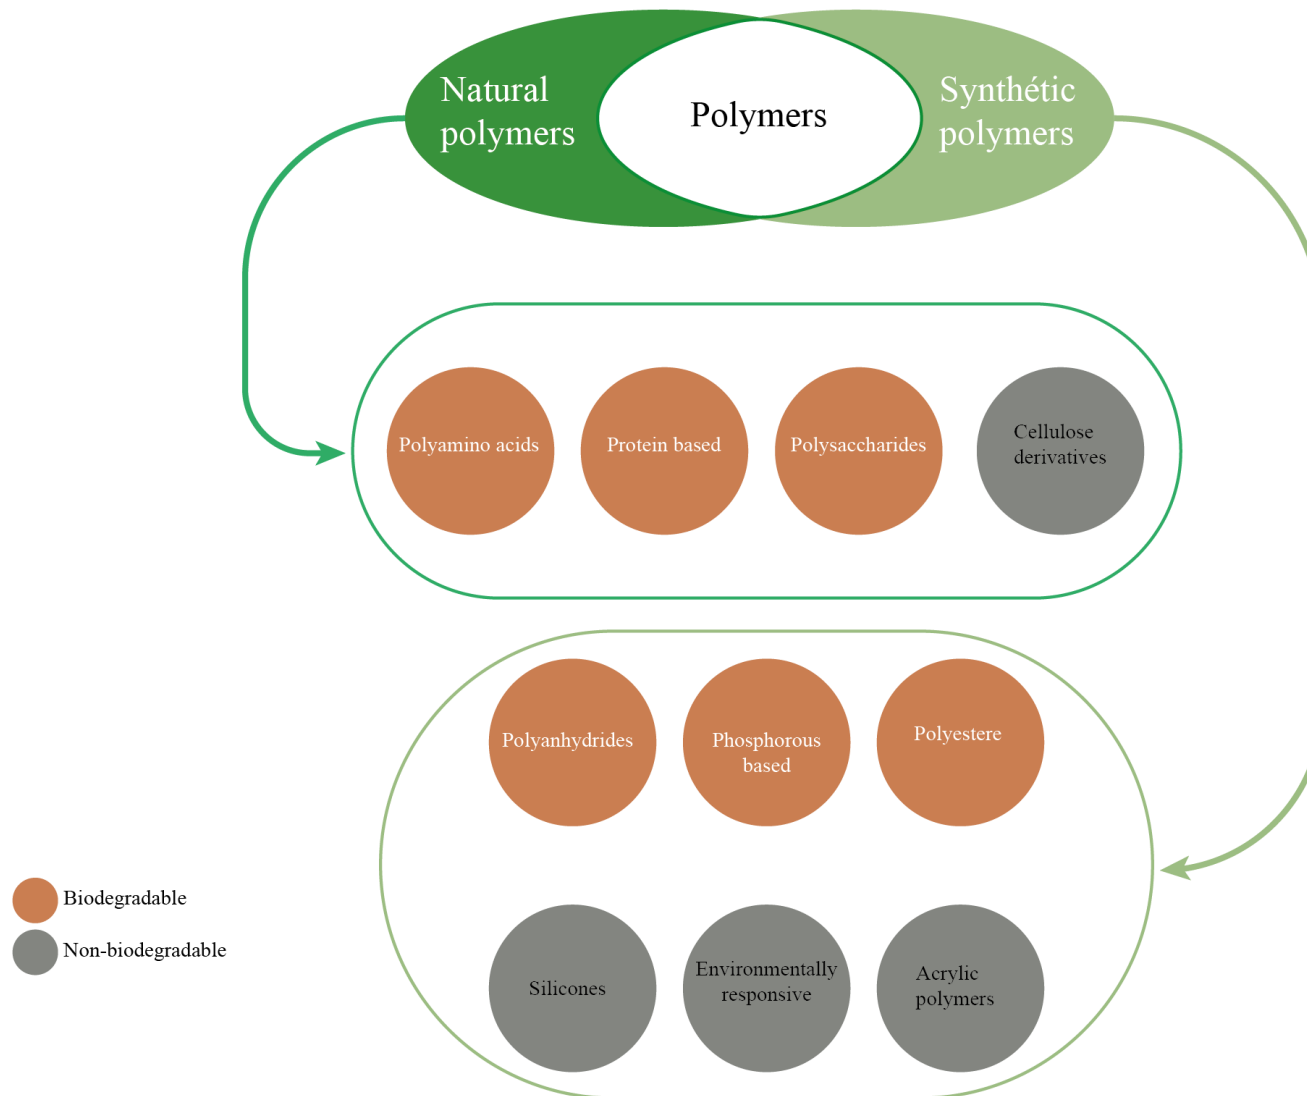 Natural
polymers
Polymers
Synthétic
polymers
Polyamino acids
Protein based
Polysaccharides
Cellulose
derivatives
Polyanhydrides
Phosphorous
based
Polyestere
Biodegradable
Non-biodegradable
Silicones
Environmentally
responsive
Acrylic
polymers